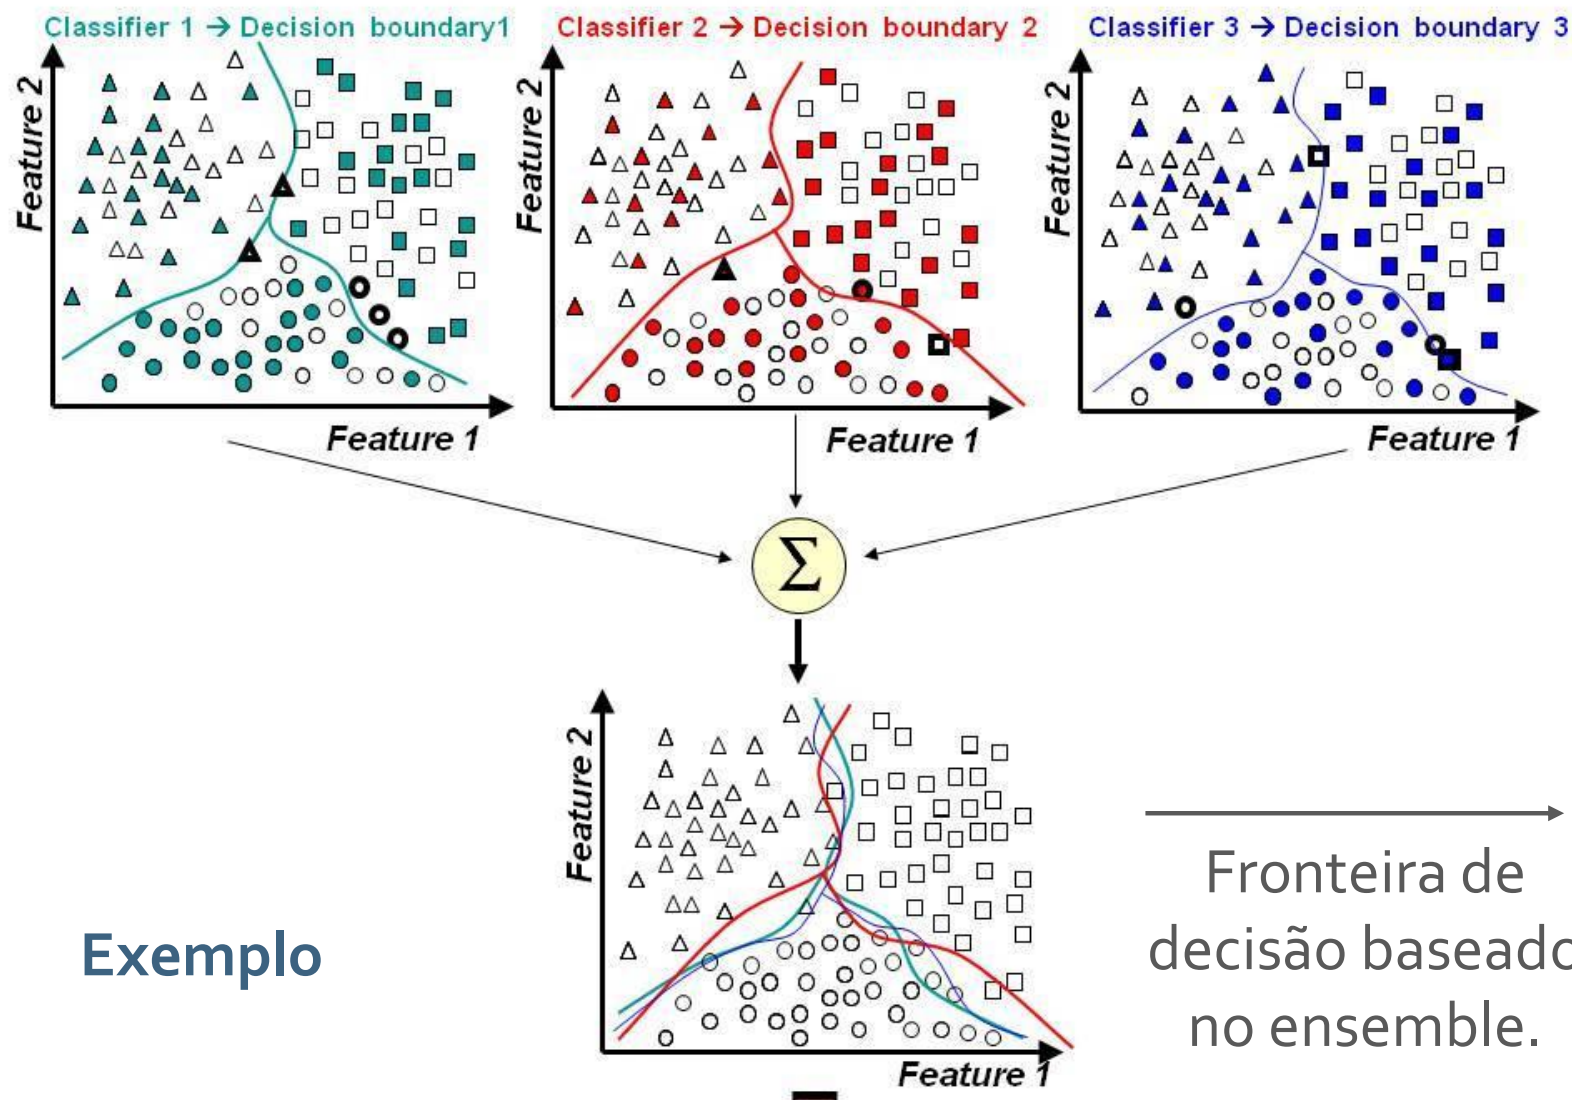 Classifier 1 → Decision boundary1
Classifier 2 → Decision boundary 2
Classifier 3 → Decision boundary 3
Feature 2
Feature 1
Feature 2
Feature 1
Feature 2
Feature 1
Σ
Feature 2
Feature 1
Exemplo
Fronteira de
decisão baseado
no ensemble.